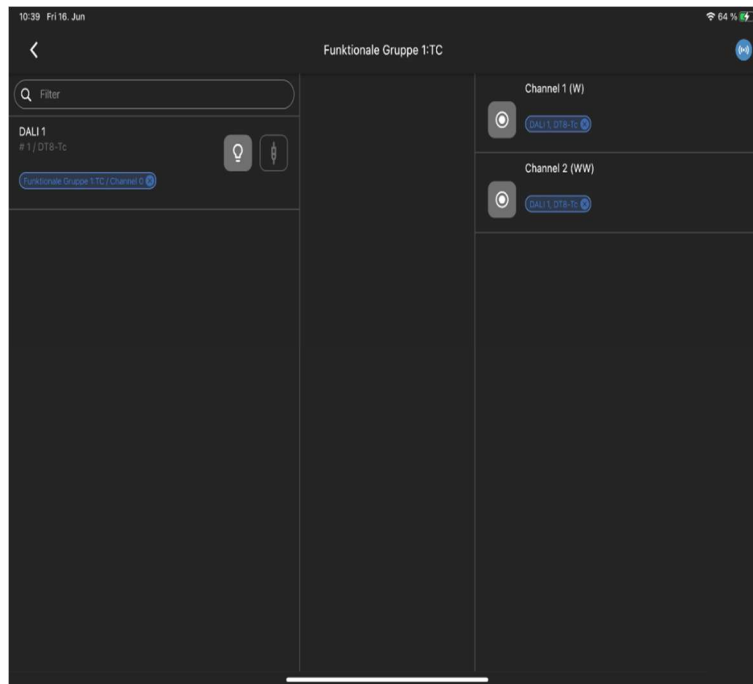 10:39 Fri 16. Jun
64 %
Funktionale Gruppe 1:TC
Filter
DALI 1
# 1 / DT8-Tc
Funktionale Gruppe 1:TC / Channel 0
Channel 1 (W)
DALI 1, DT8-Tc
Channel 2 (WW)
DALI 1, DT8-Tc